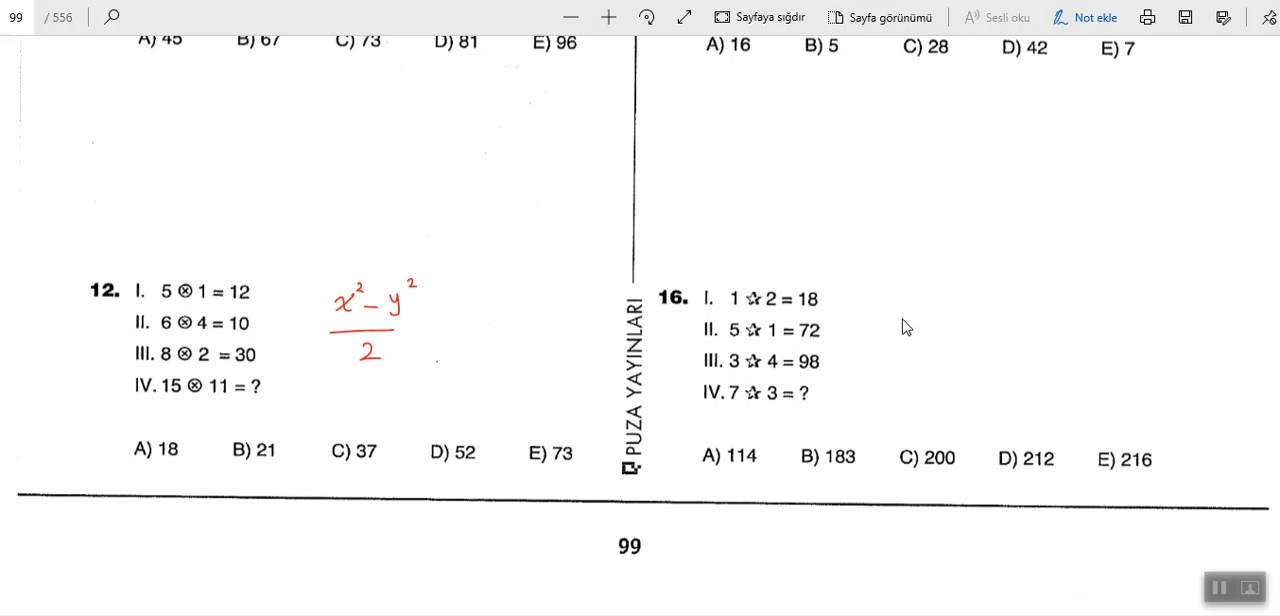 99 / 556 Sayfaya sığdır Sayfa görünümü A Sesli oku Not ekle
A) 45 B) 67 C) 73 D) 81 E) 96
A) 16 B) 5 C) 28 D) 42 E) 7
12. I. 5 ⊗ 1 = 12
II. 6 ⊗ 4 = 10
III. 8 ⊗ 2 = 30
IV. 15 ⊗ 11 = ?
x² - y²
2
A) 18 B) 21 C) 37 D) 52 E) 73
PUZA YAYINLARI
16. I. 1 ☆ 2 = 18
II. 5 ☆ 1 = 72
III. 3 ☆ 4 = 98
IV. 7 ☆ 3 = ?
A) 114 B) 183 C) 200 D) 212 E) 216
99